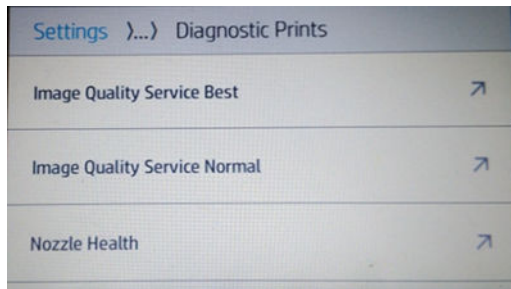 Settings 〉...〉 Diagnostic Prints
Image Quality Service Best
Image Quality Service Normal
Nozzle Health